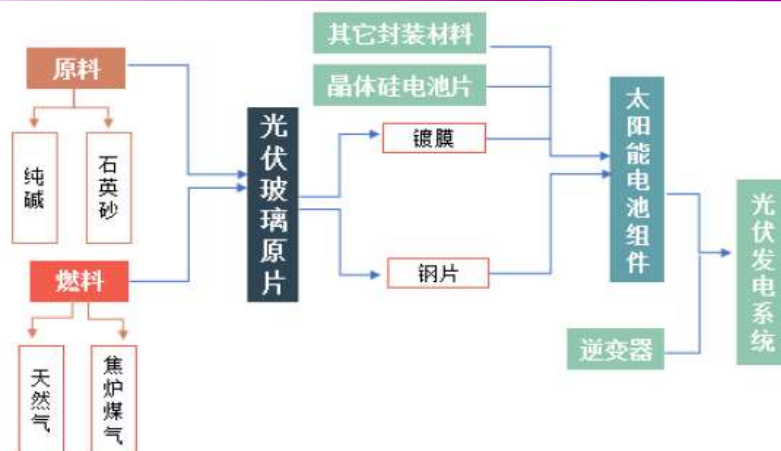 其它封装材料
原料
晶体硅电池片
太阳能电池组件
光伏玻璃原片
镀膜
纯碱
石英砂
光伏发电系统
燃料
钢片
逆变器
天然气
焦炉煤气